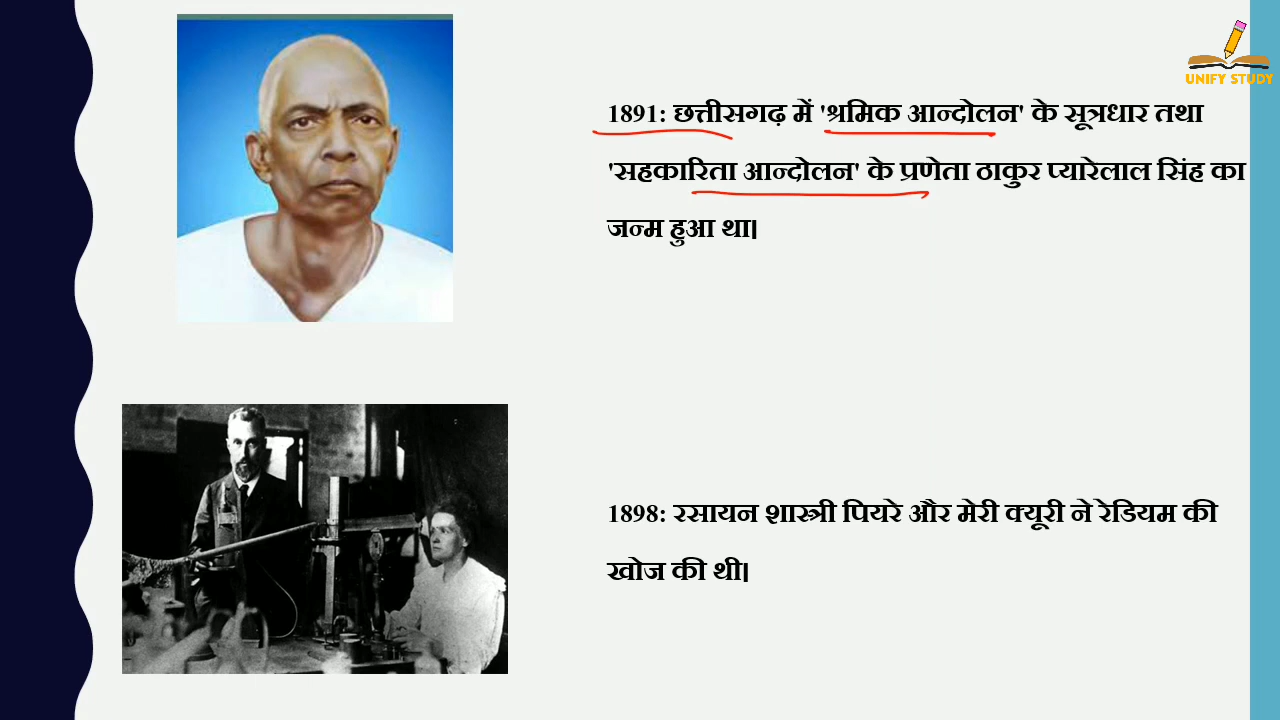 UNIFY STUDY
1891: छत्तीसगढ़ में 'श्रमिक आन्दोलन' के सूत्रधार तथा
'सहकारिता आन्दोलन' के प्रणेता ठाकुर प्यारेलाल सिंह का
जन्म हुआ था।
1898: रसायन शास्त्री पियरे और मेरी क्यूरी ने रेडियम की
खोज की थी।